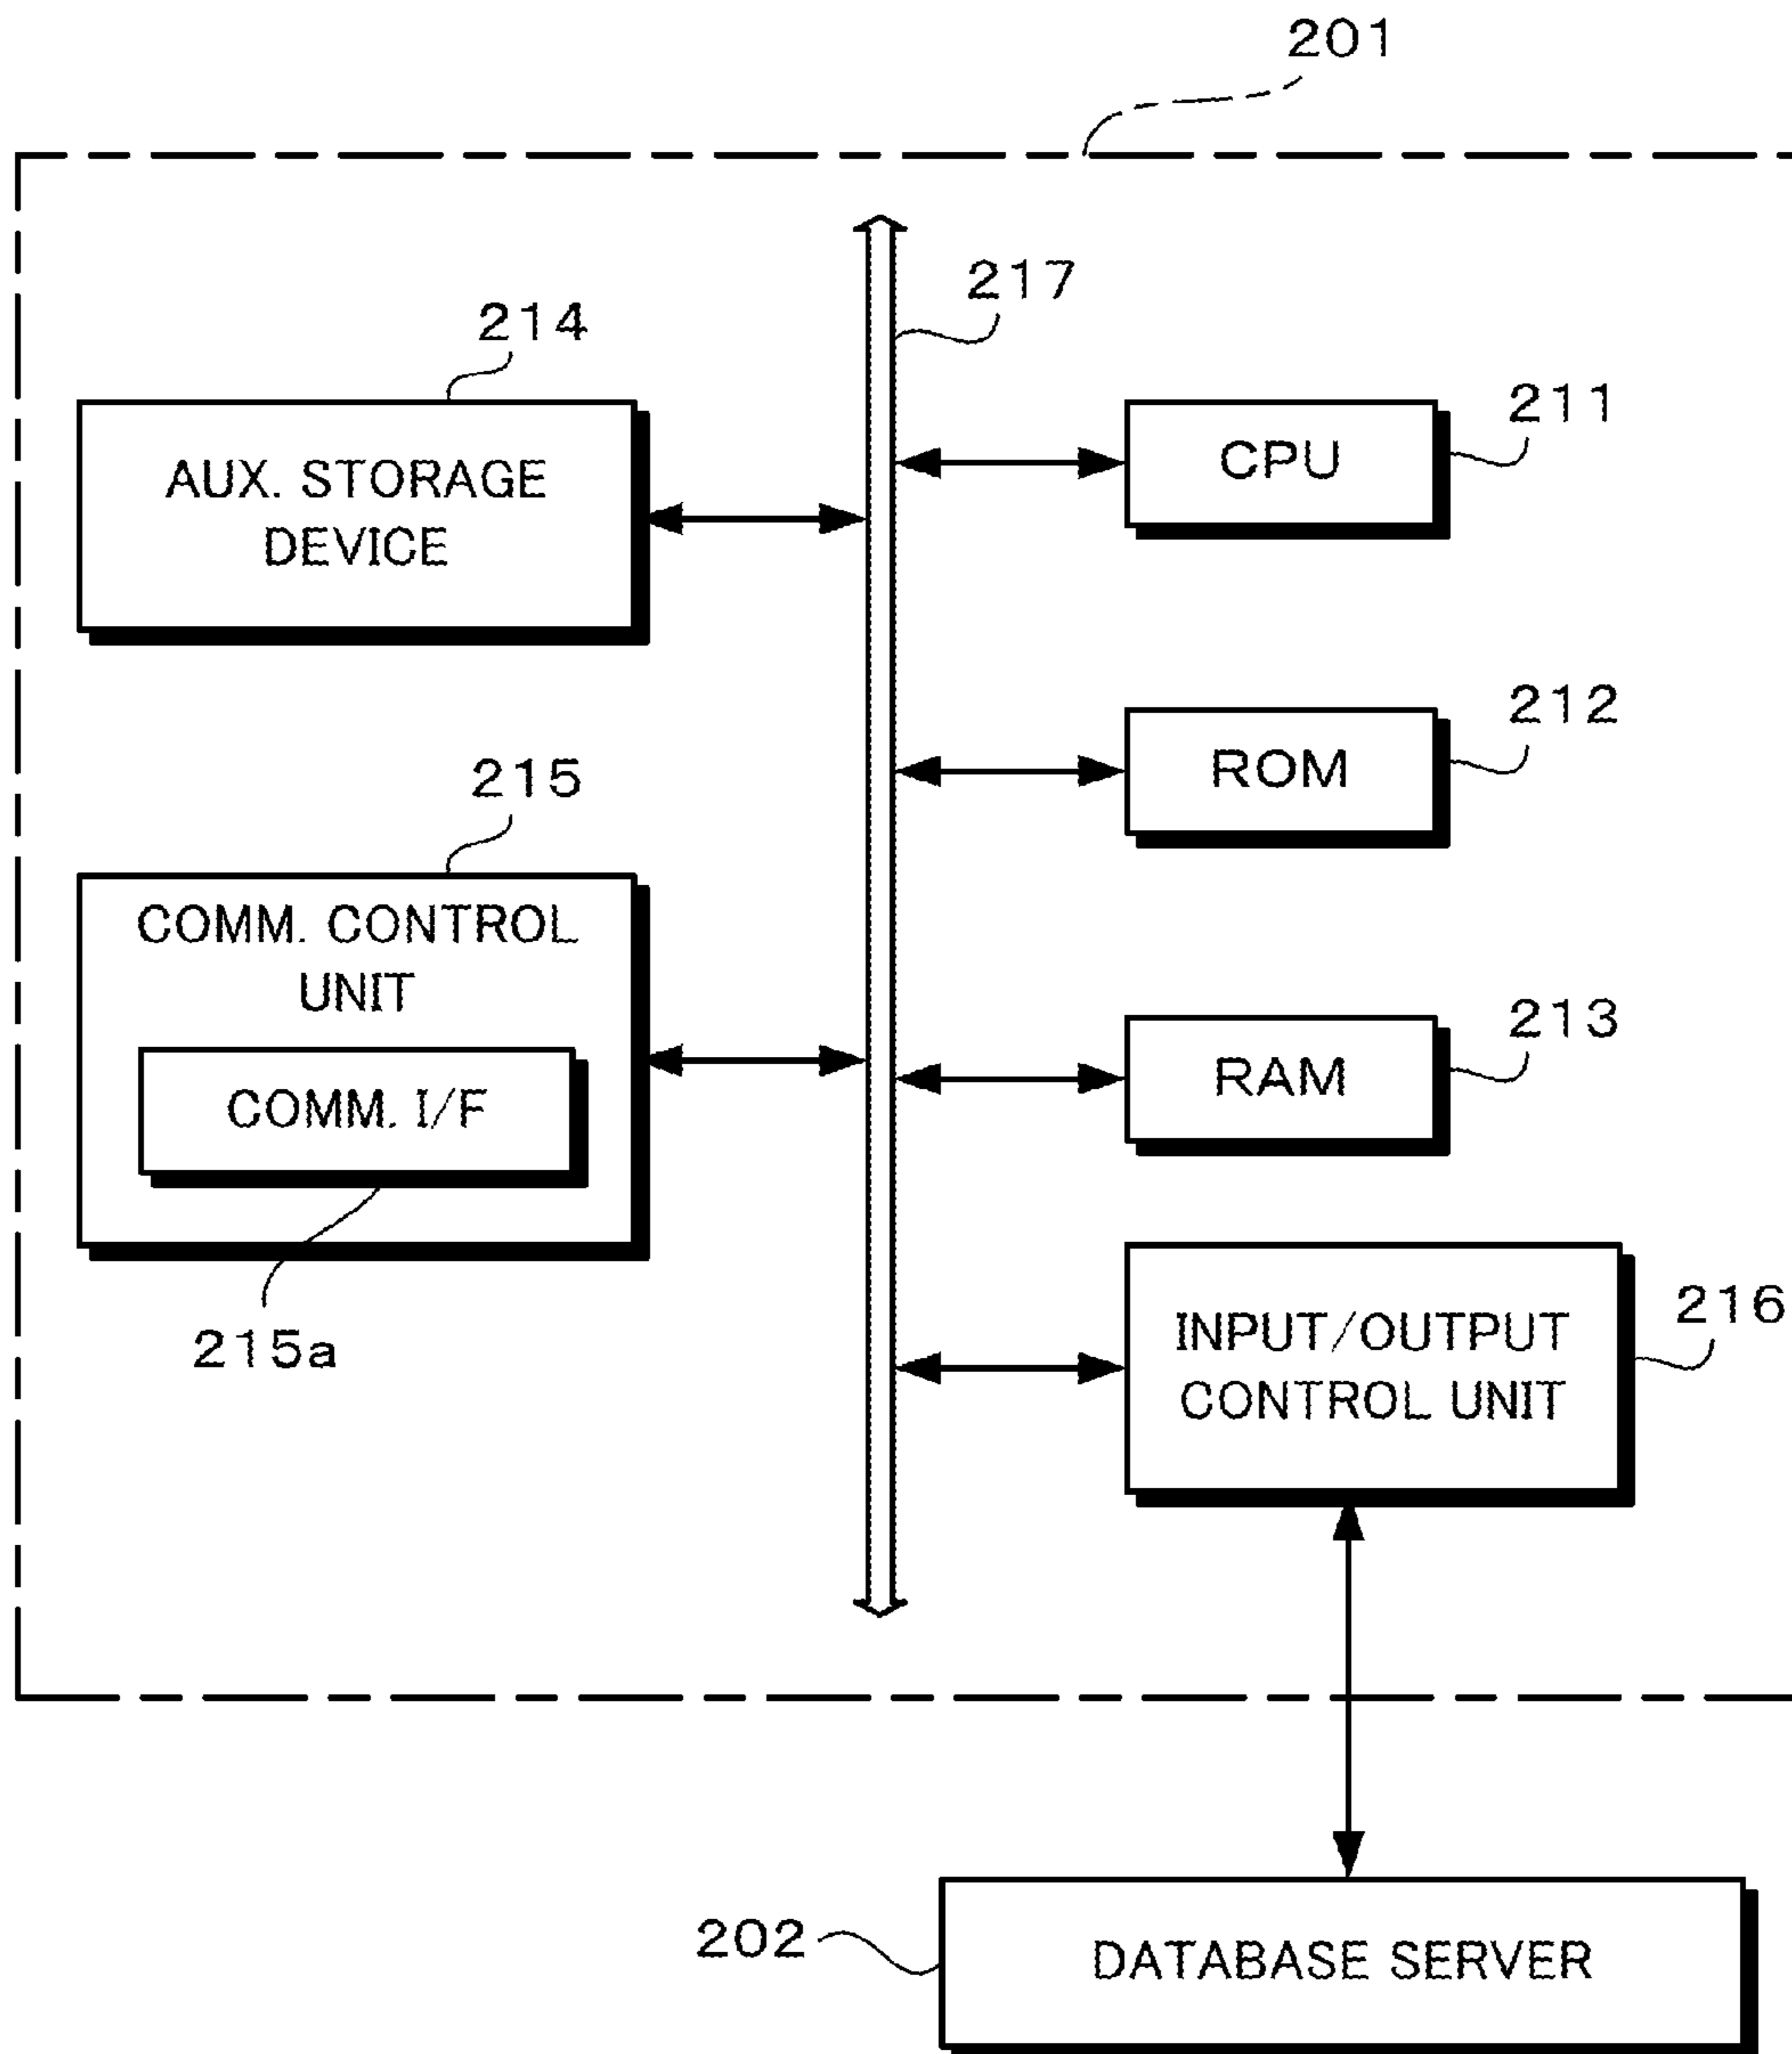 201
217
214
211
AUX. STORAGE
DEVICE
CPU
212
ROM
215
COMM. CONTROL
UNIT
213
RAM
COMM. I/F
215a
216
INPUT/OUTPUT
CONTROL UNIT
202
DATABASE SERVER